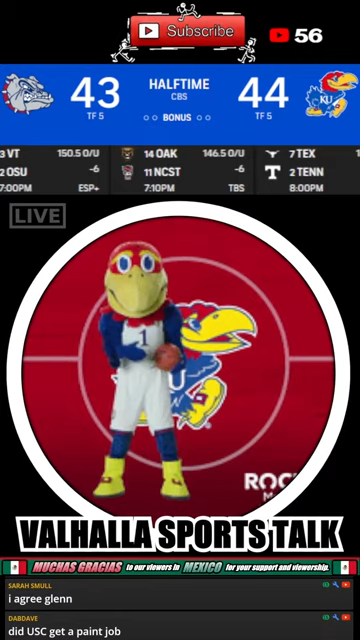 Subscribe
56
43
HALFTIME
44
TF 5
CBS
TF 5
BONUS
KU
3 VT 150.5 O/U
14 OAK 146.5 O/U
7 TEX
2 OSU -6
11 NCST -6
2 TENN
7:00PM ESP+
7:10PM TBS
8:00PM
LIVE
1
U
ROC
VALHALLA SPORTS TALK
MUCHAS GRACIAS to our viewers in MEXICO for your support and viewership.
SARAH SMULL
i agree glenn
DABDAVE
did USC get a paint job